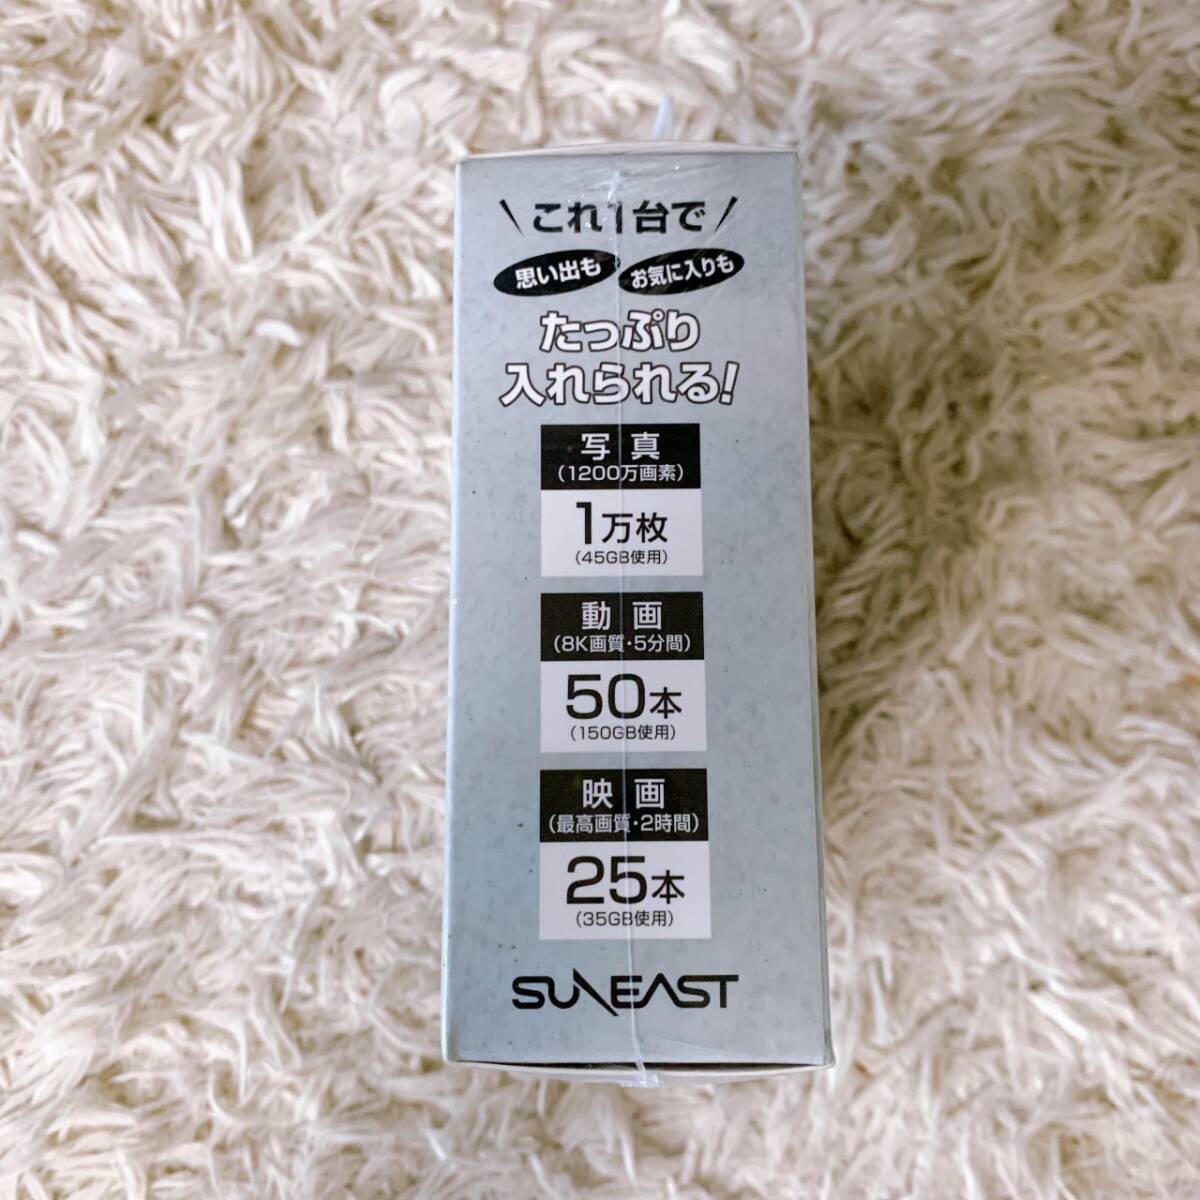 \ これ1台で /
思い出も お気に入りも
たっぷり
入れられる!
写真
(1200万画素)
1万枚
(45GB使用)
動画
(8K画質・5分間)
50本
(150GB使用)
映画
(最高画質・2時間)
25本
(35GB使用)
SUNEAST